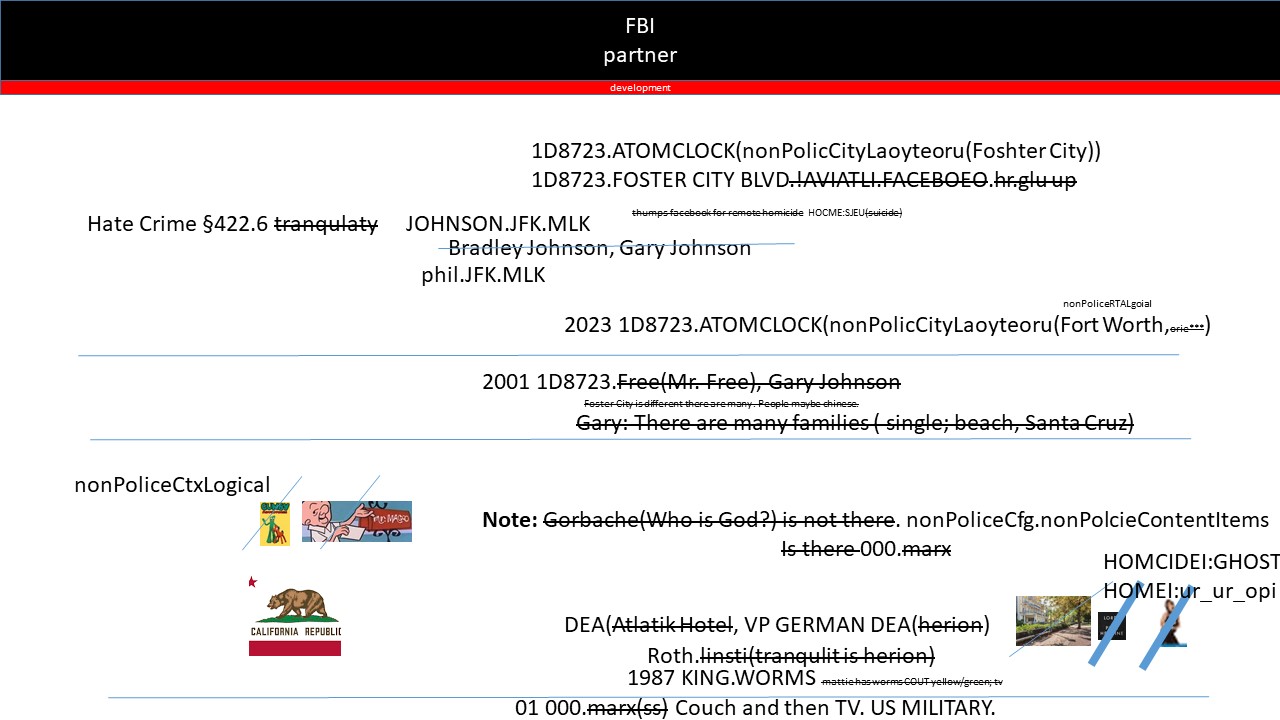 FBI
partner
development
1D8723.ATOMCLOCK(nonPolicCityLaoyteoru(Foshter City))
1D8723.FOSTER CITY BLVD.!AVIATLI.FACEBOEO.hr.glu up
thumps facebook for remote homicide HOCME:SJEU(suicide)
Hate Crime §422.6 tranqulaty JOHNSON.JFK.MLK
Bradley Johnson, Gary Johnson
phil.JFK.MLK
nonPoliceRTALgoial
2023 1D8723.ATOMCLOCK(nonPolicCityLaoyteoru(Fort Worth,orie•••)
2001 1D8723.Free(Mr. Free), Gary Johnson
Foster City is different there are many. People maybe chinese.
Gary: There are many families ( single; beach, Santa Cruz)
nonPoliceCtxLogical
GUMBY
MR. MAGOO
Note: Gorbache(Who is God?) is not there. nonPoliceCfg.nonPolcieContentItems
Is there 000.marx
HOMCIDEI:GHOST
HOMEI:ur_ur_opi
CALIFORNIA REPUBLIC
DEA(Atlatik Hotel, VP GERMAN DEA(herion)
Roth.linsti(tranqulit is herion)
1987 KING.WORMS mattie has worms COUT yellow/green; tv
01 000.marx(ss) Couch and then TV. US MILITARY.